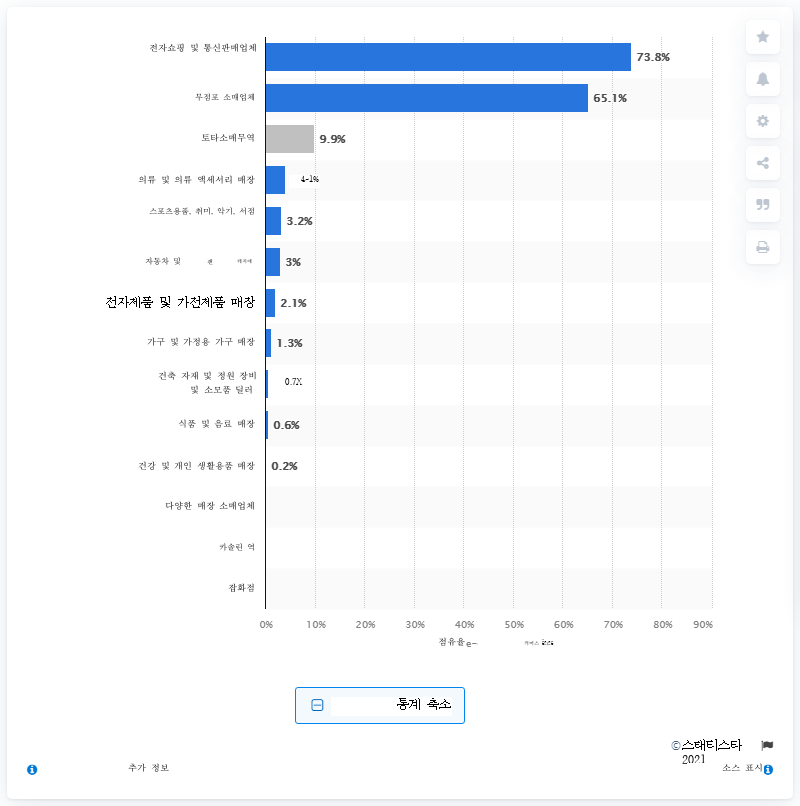 전자쇼핑 및 통신판매업체
73.8%
무점포 소매업체
65.1%
토타소매무역
9.9%
의류 및 의류 액세서리 매장
4-1%
스포츠용품, 취미, 악기, 서점
3.2%
자동차 및
3%
전자제품 및 가전제품 매장
2.1%
가구 및 가정용 가구 매장
1.3%
건축 자재 및 정원 장비
및 소모품 딜러
0.7X
식품 및 음료 매장
0.6%
건강 및 개인 생활용품 매장
0.2%
다양한 매장 소매업체
카솔린 역
잡화점
0% 10% 20% 30% 40% 50% 60% 70% 80% 90%
점유율e-
통계 축소
©스태티스타
2021
추가 정보
소스 표시